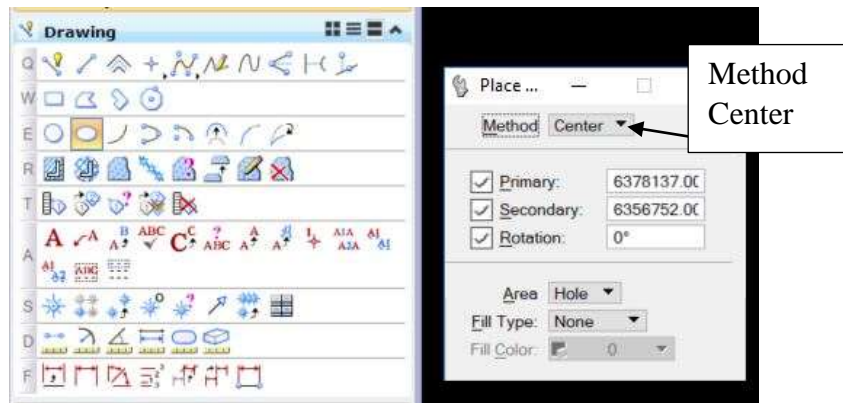 Drawing
Q
W
E
R
T
A
S
D
F
Place ...
Method Center
Primary: 6378137.00
Secondary: 6356752.00
Rotation: 0°
Area Hole
Fill Type: None
Fill Color: 0
Method
Center